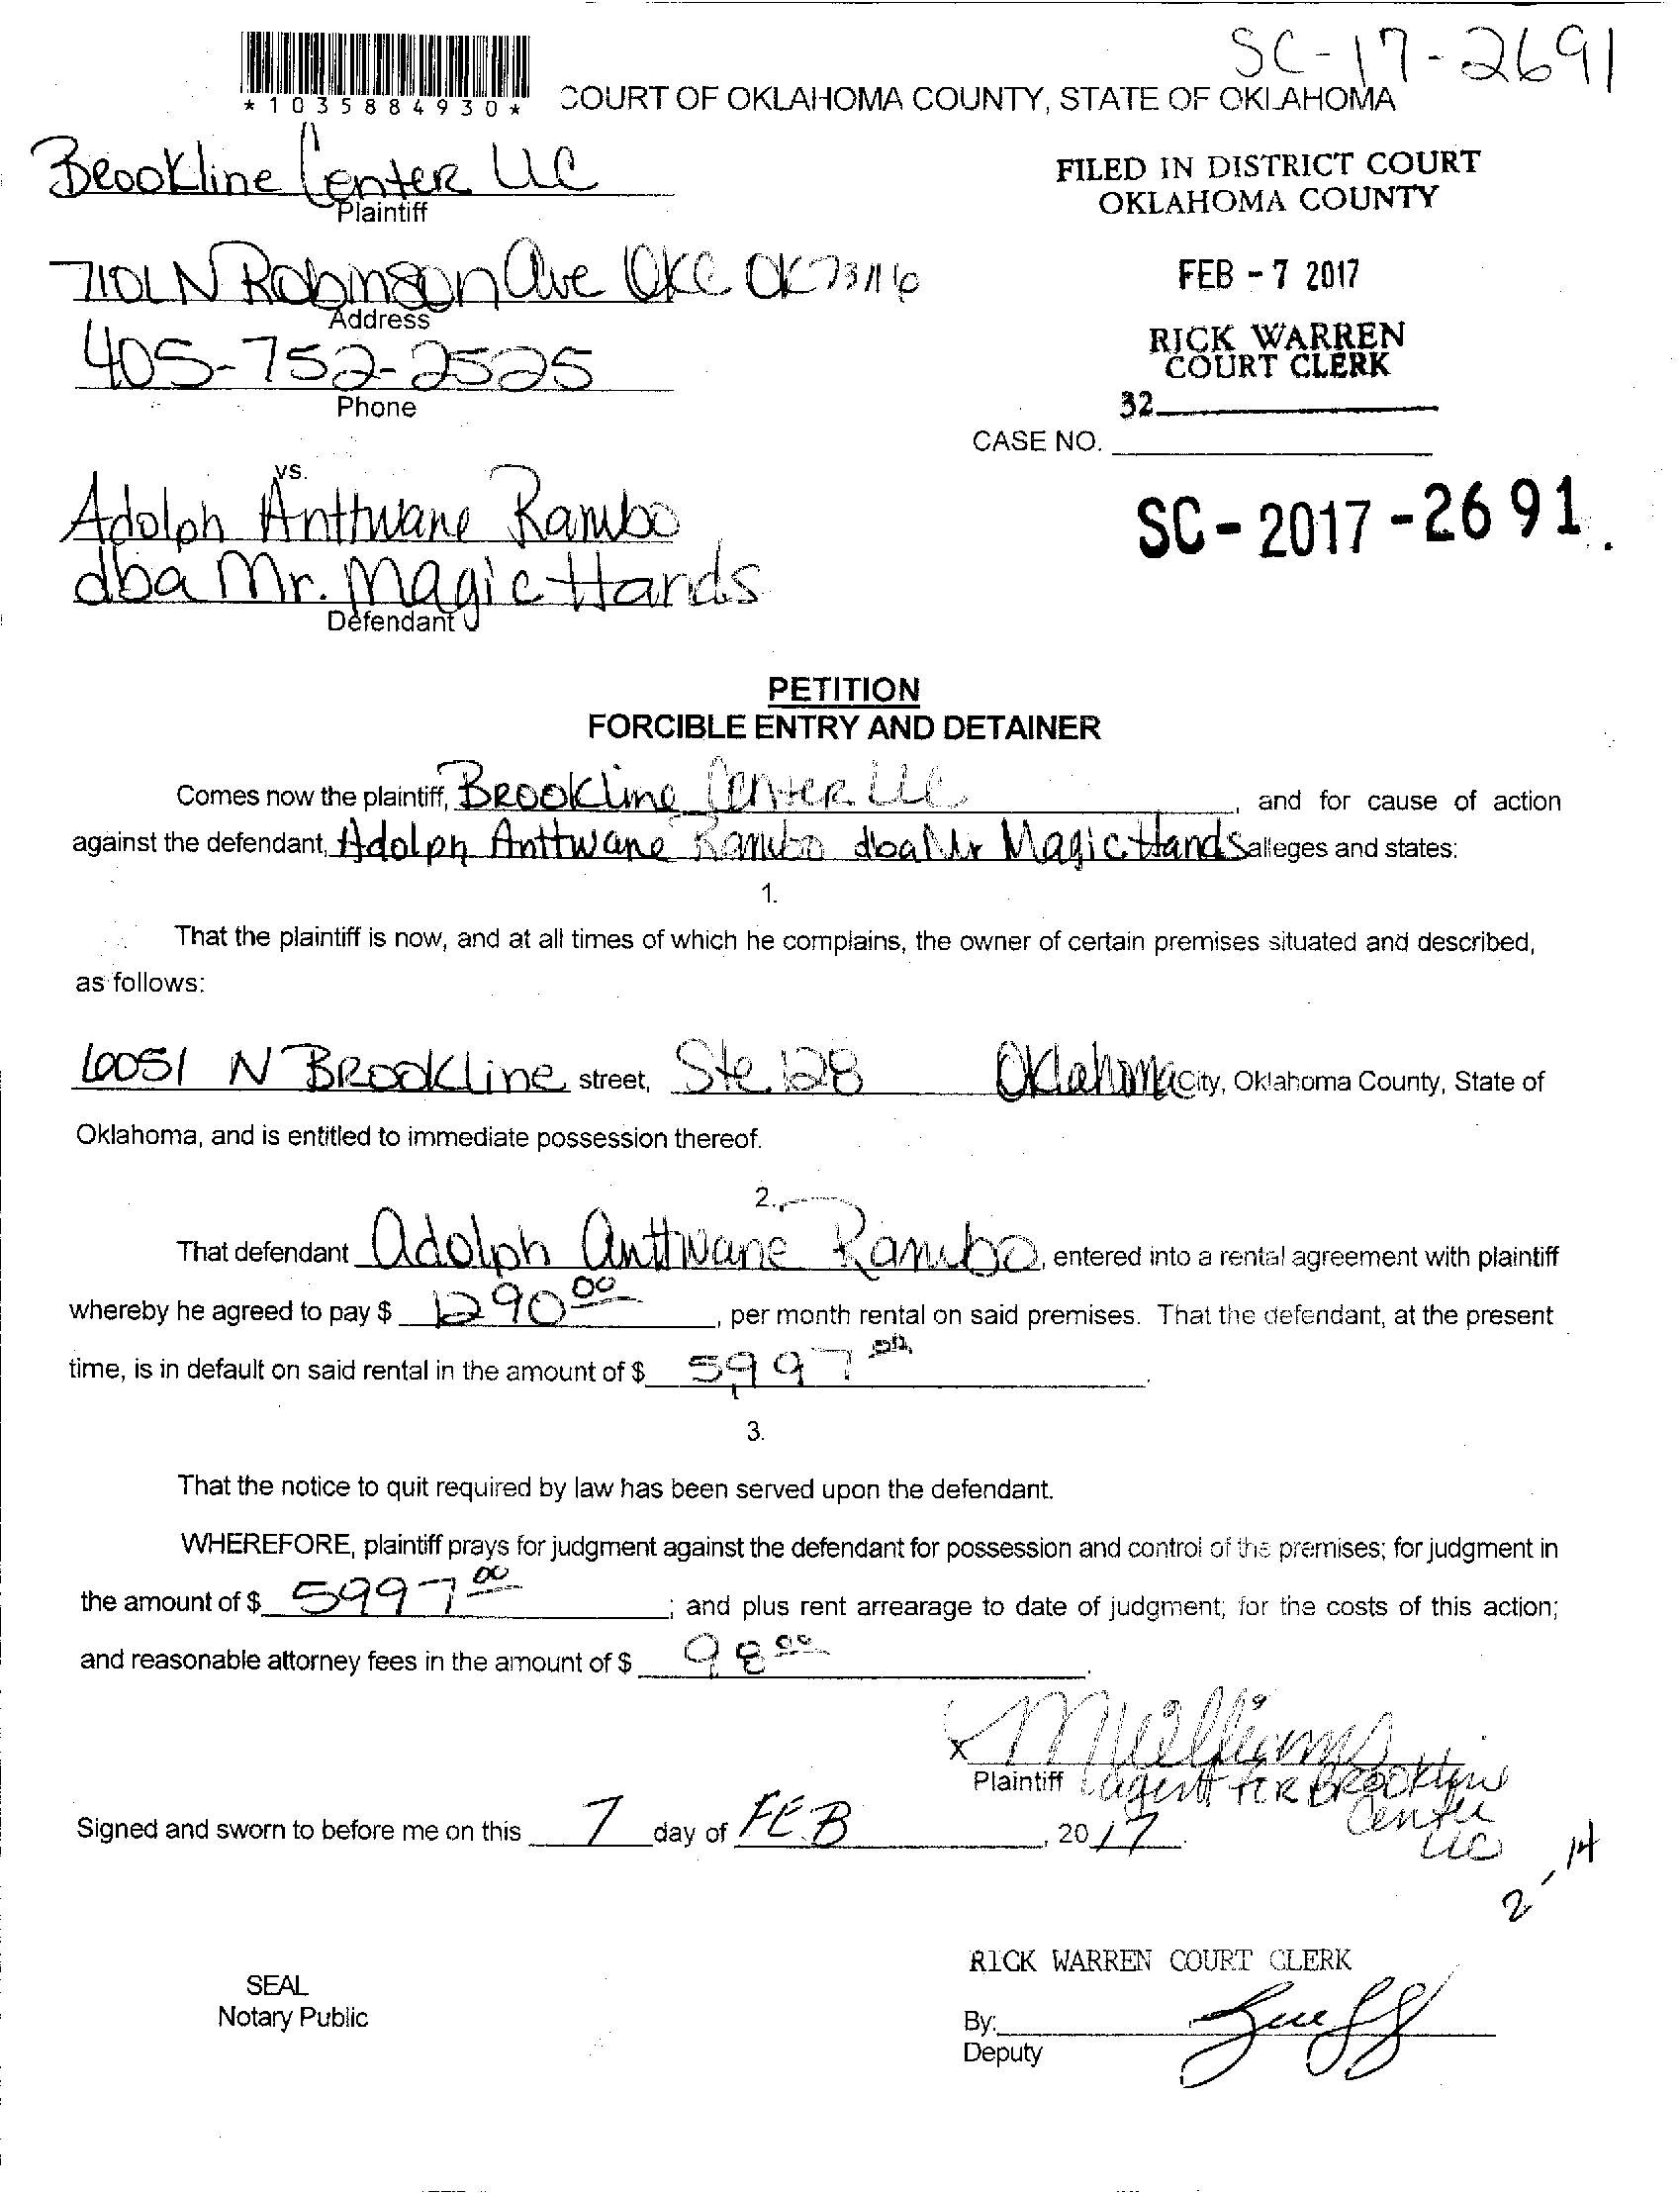 SC-17-2691
*1035884930*
COURT OF OKLAHOMA COUNTY, STATE OF OKLAHOMA
Brookline Center LLC
Plaintiff
FILED IN DISTRICT COURT
OKLAHOMA COUNTY
7101 N Robinson Ave OKC OK 73116
Address
FEB - 7 2017
405-752-2525
Phone
RICK WARREN
COURT CLERK
32
CASE NO.
vs.
SC - 2017 - 2691
Adolph Anttwane Rambo
dba Mr. Magic Hands
Defendant
PETITION
FORCIBLE ENTRY AND DETAINER
Comes now the plaintiff, Brookline Center LLC, and for cause of action
against the defendant, Adolph Anttwane Rambo dba Mr Magic Hands alleges and states:
1.
That the plaintiff is now, and at all times of which he complains, the owner of certain premises situated and described,
as follows:
6051 N Brookline street, Ste. 128 Oklahoma City, Oklahoma County, State of
Oklahoma, and is entitled to immediate possession thereof.
2.
That defendant Adolph Anttwane Rambo, entered into a rental agreement with plaintiff
whereby he agreed to pay $ 1290 00, per month rental on said premises. That the defendant, at the present
time, is in default on said rental in the amount of $ 5,997 00.
3.
That the notice to quit required by law has been served upon the defendant.
WHEREFORE, plaintiff prays for judgment against the defendant for possession and control of the premises; for judgment in
the amount of $ 5997 00; and plus rent arrearage to date of judgment; for the costs of this action;
and reasonable attorney fees in the amount of $ 98 00.
x MWilliams
Plaintiff agent for Brookline
Center
LLC
Signed and sworn to before me on this 7 day of FEB, 2017.
2-14
RICK WARREN COURT CLERK
SEAL
Notary Public
By:
Deputy